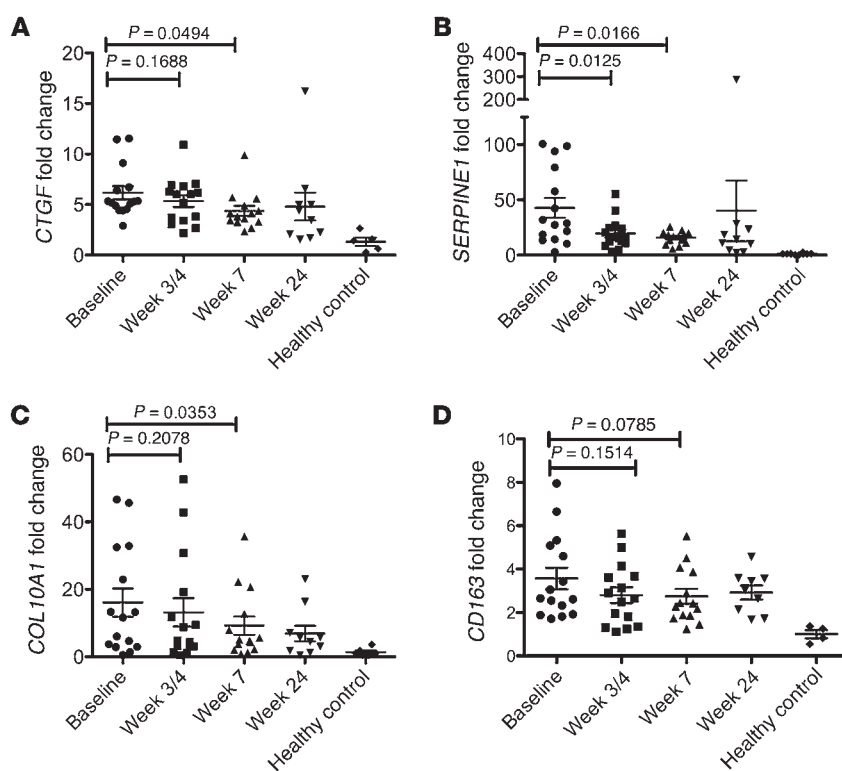 A
P = 0.0494
P = 0.1688
CTGF fold change
20
15
10
5
0
Baseline
Week 3/4
Week 7
Week 24
Healthy control
B
P = 0.0166
P = 0.0125
SERPINE1 fold change
400
300
200
100
50
0
Baseline
Week 3/4
Week 7
Week 24
Healthy control
C
P = 0.0353
P = 0.2078
COL10A1 fold change
60
40
20
0
Baseline
Week 3/4
Week 7
Week 24
Healthy control
D
P = 0.0785
P = 0.1514
CD163 fold change
10
8
6
4
2
0
Baseline
Week 3/4
Week 7
Week 24
Healthy control